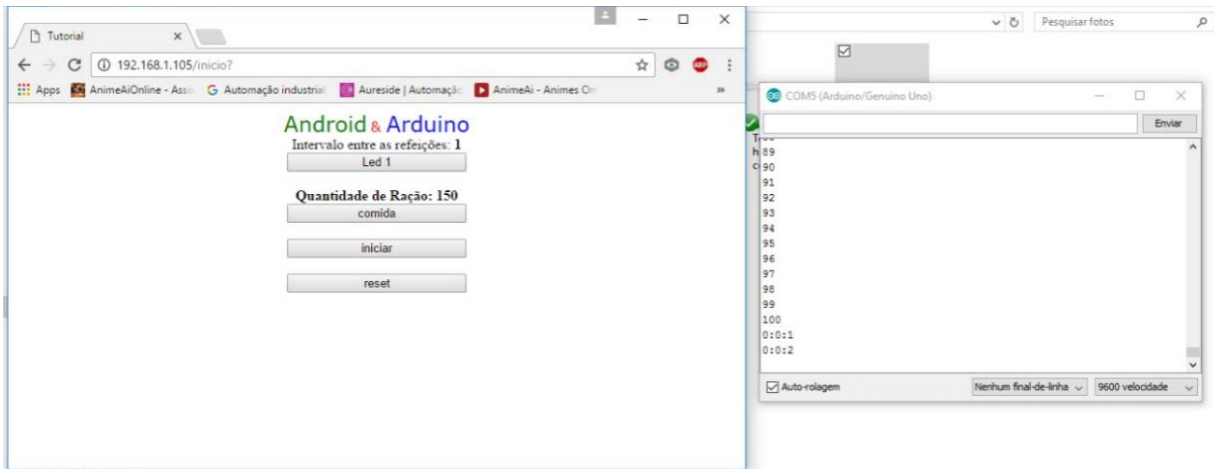 Tutorial
192.168.1.105/inicio?
Apps AnimeAiOnline - Assi G Automação industrial Aureside | Automaçã AnimeAi - Animes On »
Android & Arduino
Intervalo entre as refeições: 1
Led 1
Quantidade de Ração: 150
comida
iniciar
reset
Pesquisar fotos
COM5 (Arduino/Genuino Uno)
Enviar
89
90
91
92
93
94
95
96
97
98
99
100
0:0:1
0:0:2
Auto-rolagem
Nenhum final-de-linha
9600 velocidade